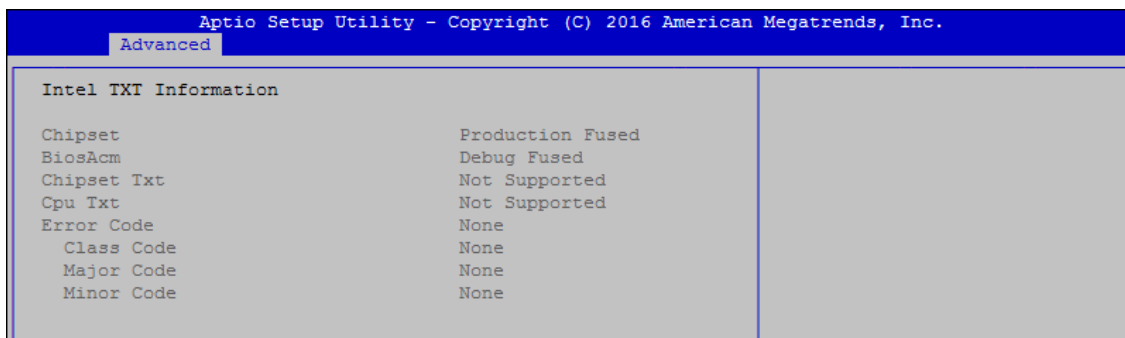 Aptio Setup Utility – Copyright (C) 2016 American Megatrends, Inc.
Advanced
Intel TXT Information
Chipset Production Fused
BiosAcm Debug Fused
Chipset Txt Not Supported
Cpu Txt Not Supported
Error Code None
Class Code None
Major Code None
Minor Code None